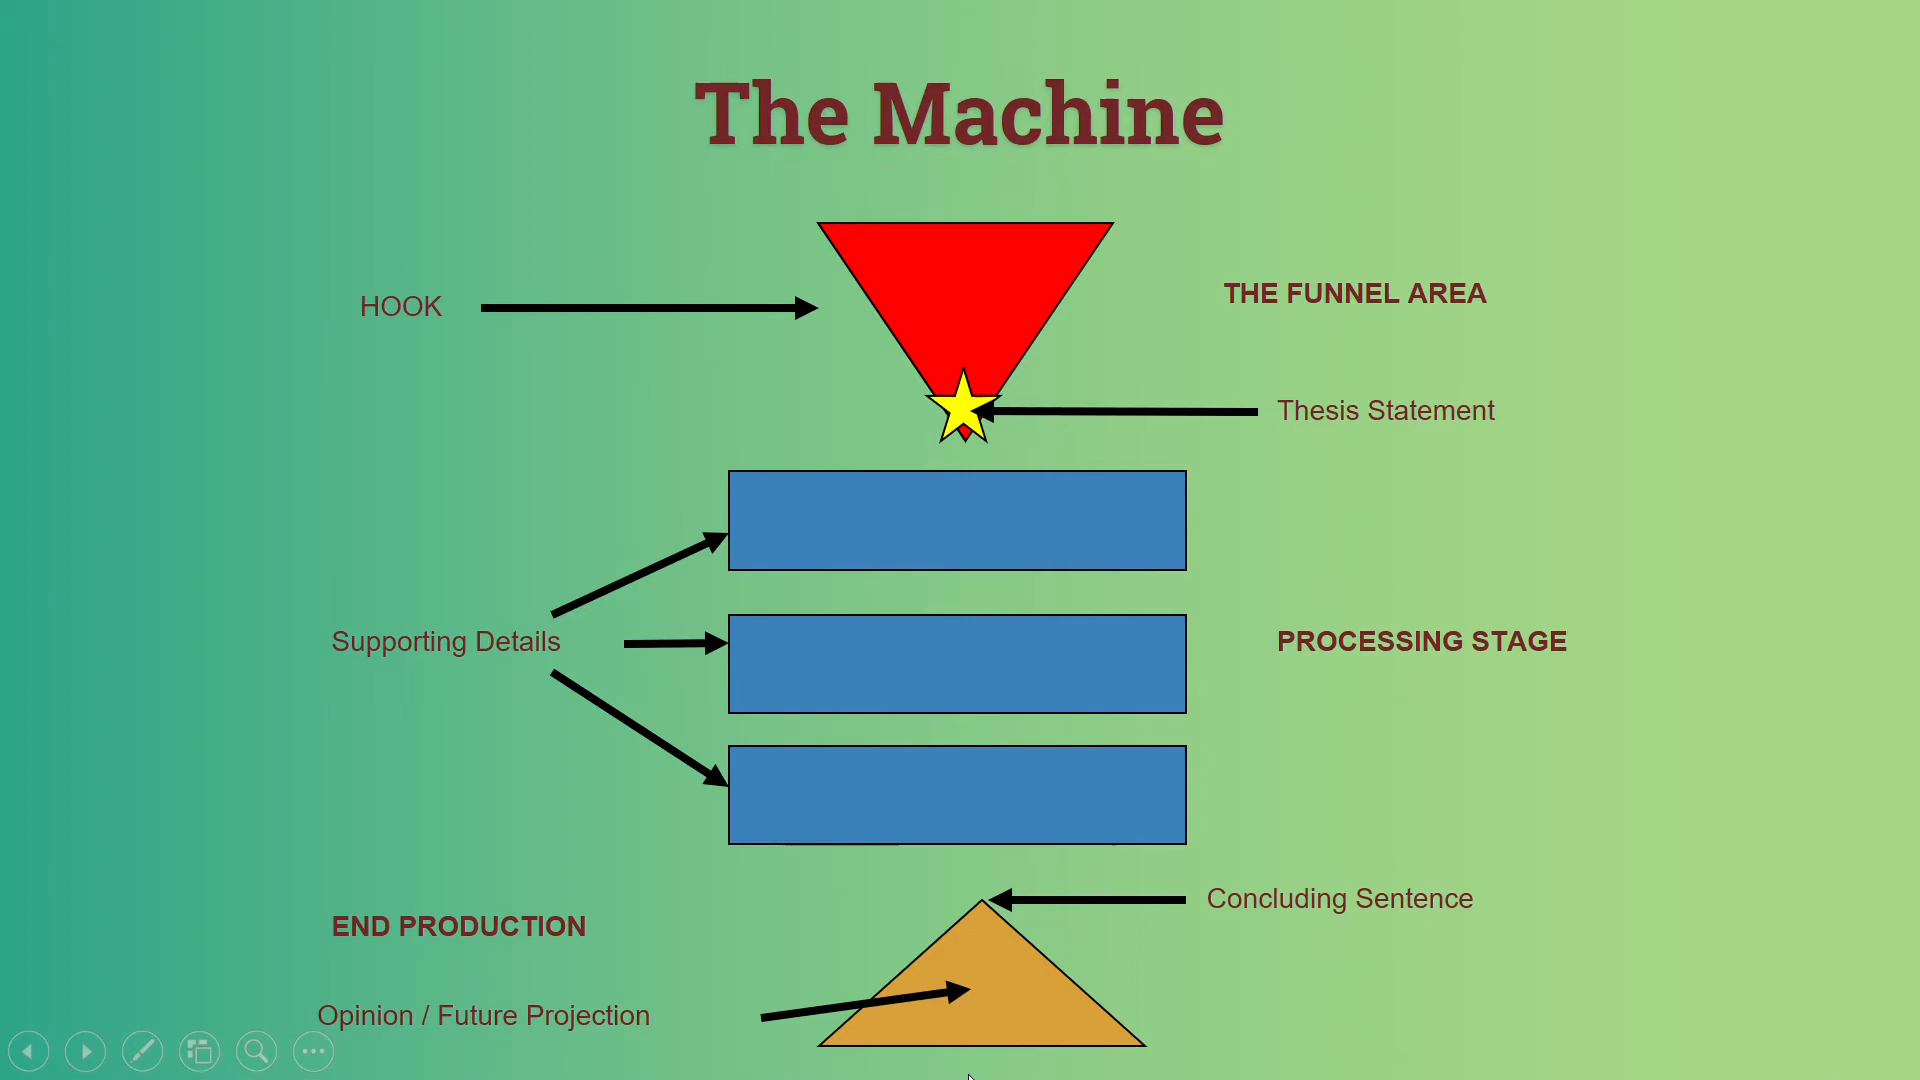 The Machine
HOOK
THE FUNNEL AREA
Thesis Statement
Supporting Details
PROCESSING STAGE
Concluding Sentence
END PRODUCTION
Opinion / Future Projection